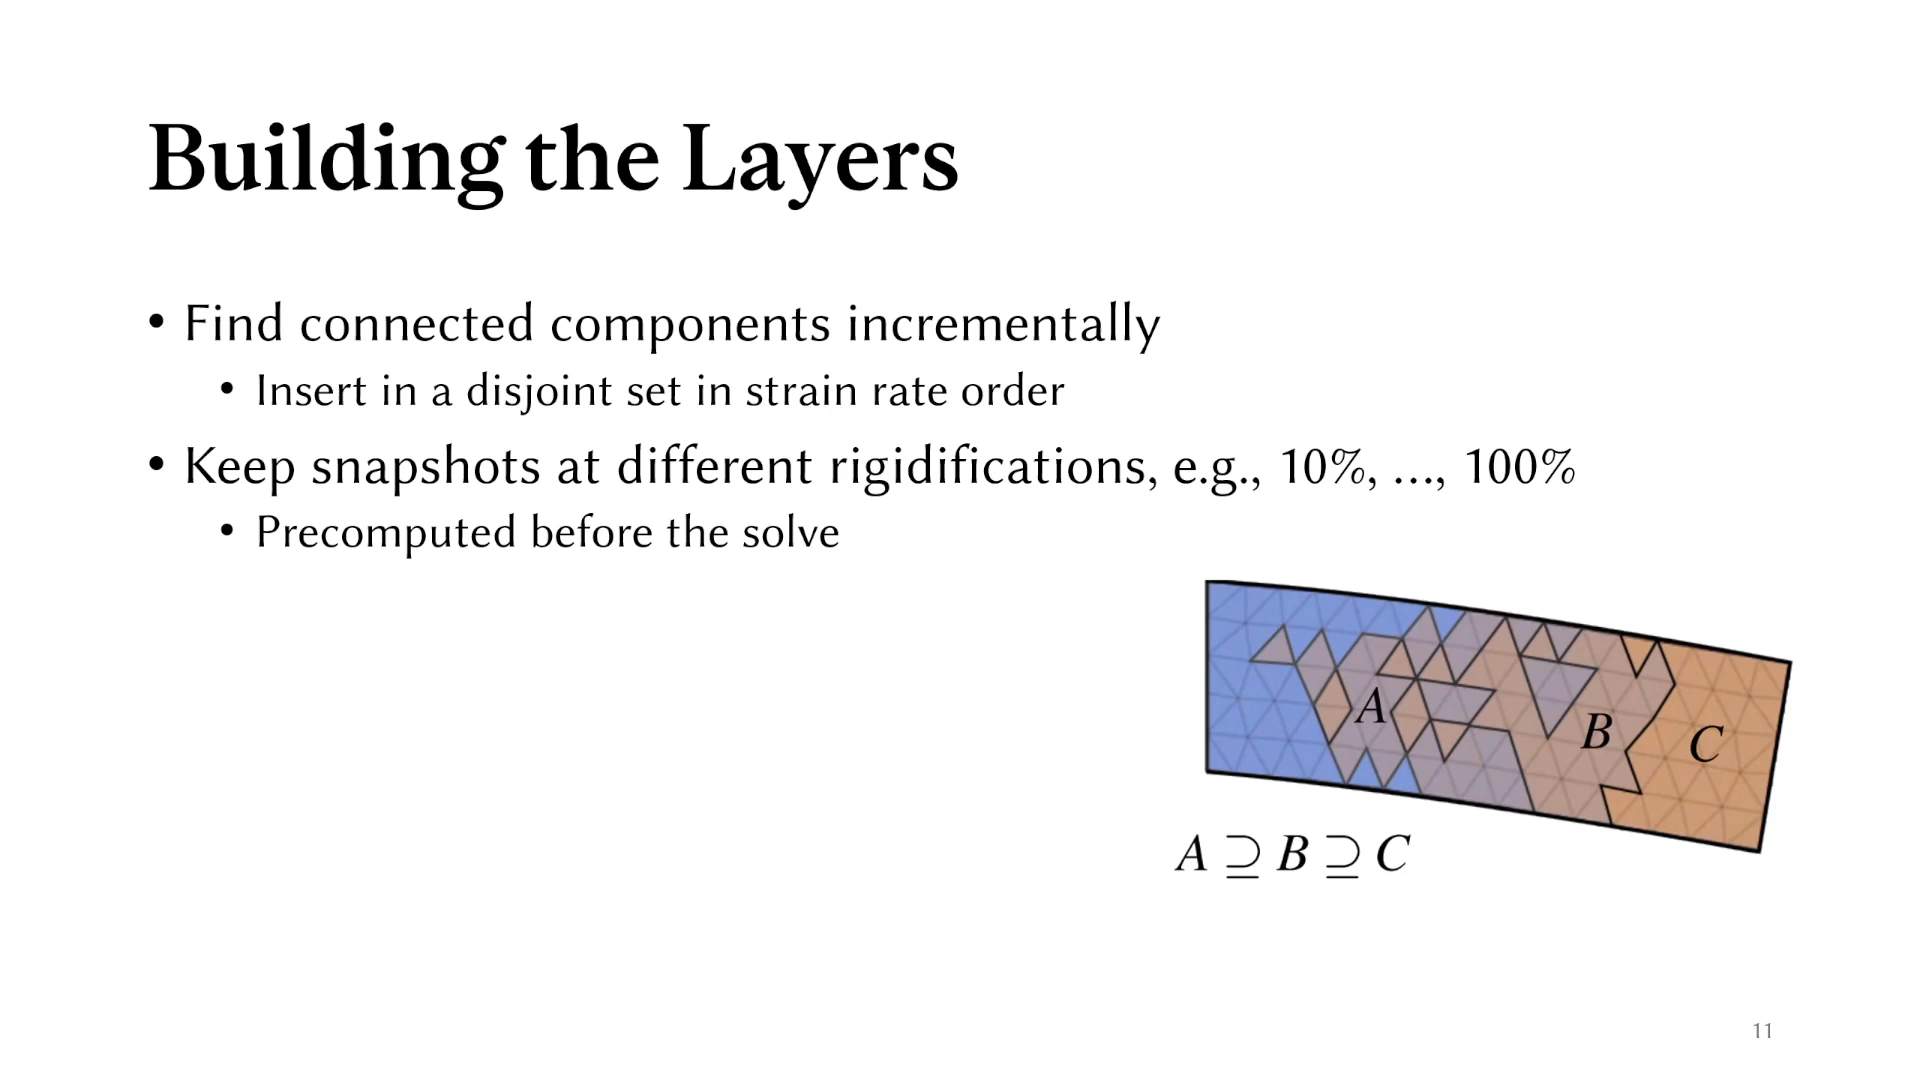 Building the Layers
• Find connected components incrementally
• Insert in a disjoint set in strain rate order
• Keep snapshots at different rigidifications, e.g., 10%, ..., 100%
• Precomputed before the solve
A
B
C
A ⊇ B ⊇ C
11